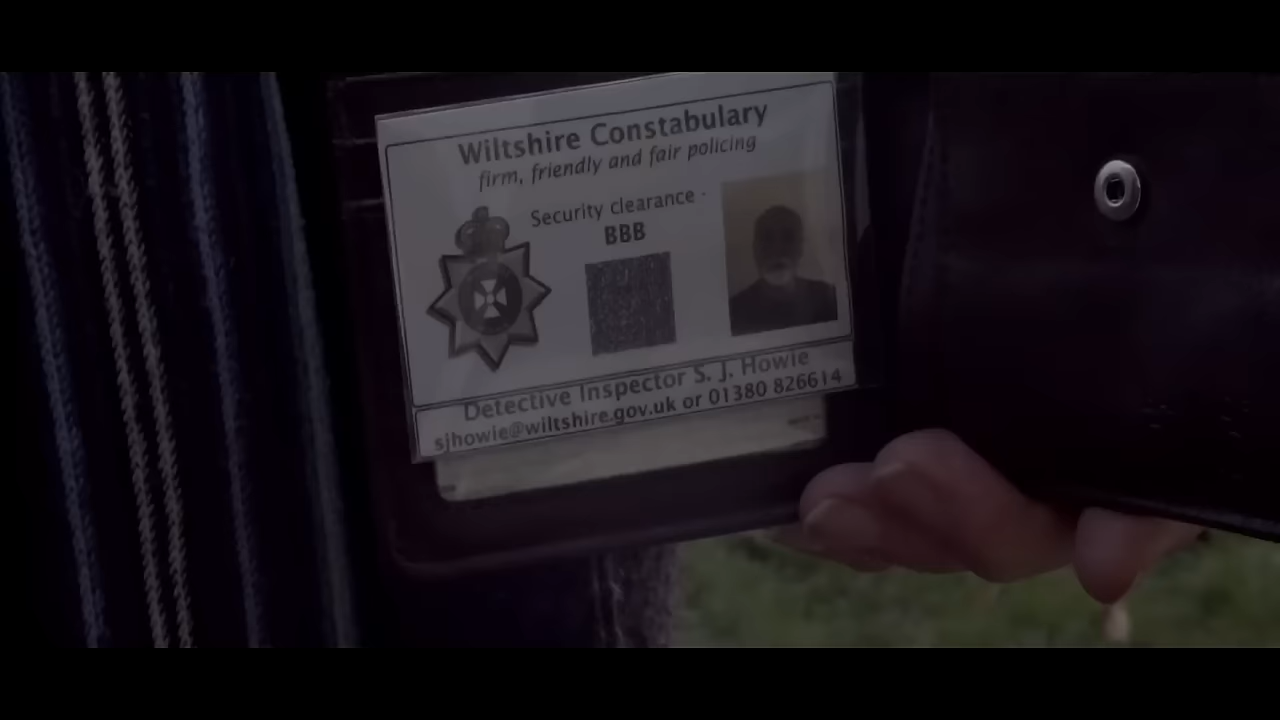 Wiltshire Constabulary
firm, friendly and fair policing
Security clearance -
BBB
Detective Inspector S. J. Howie
sjhowie@wiltshire.gov.uk or 01380 826614